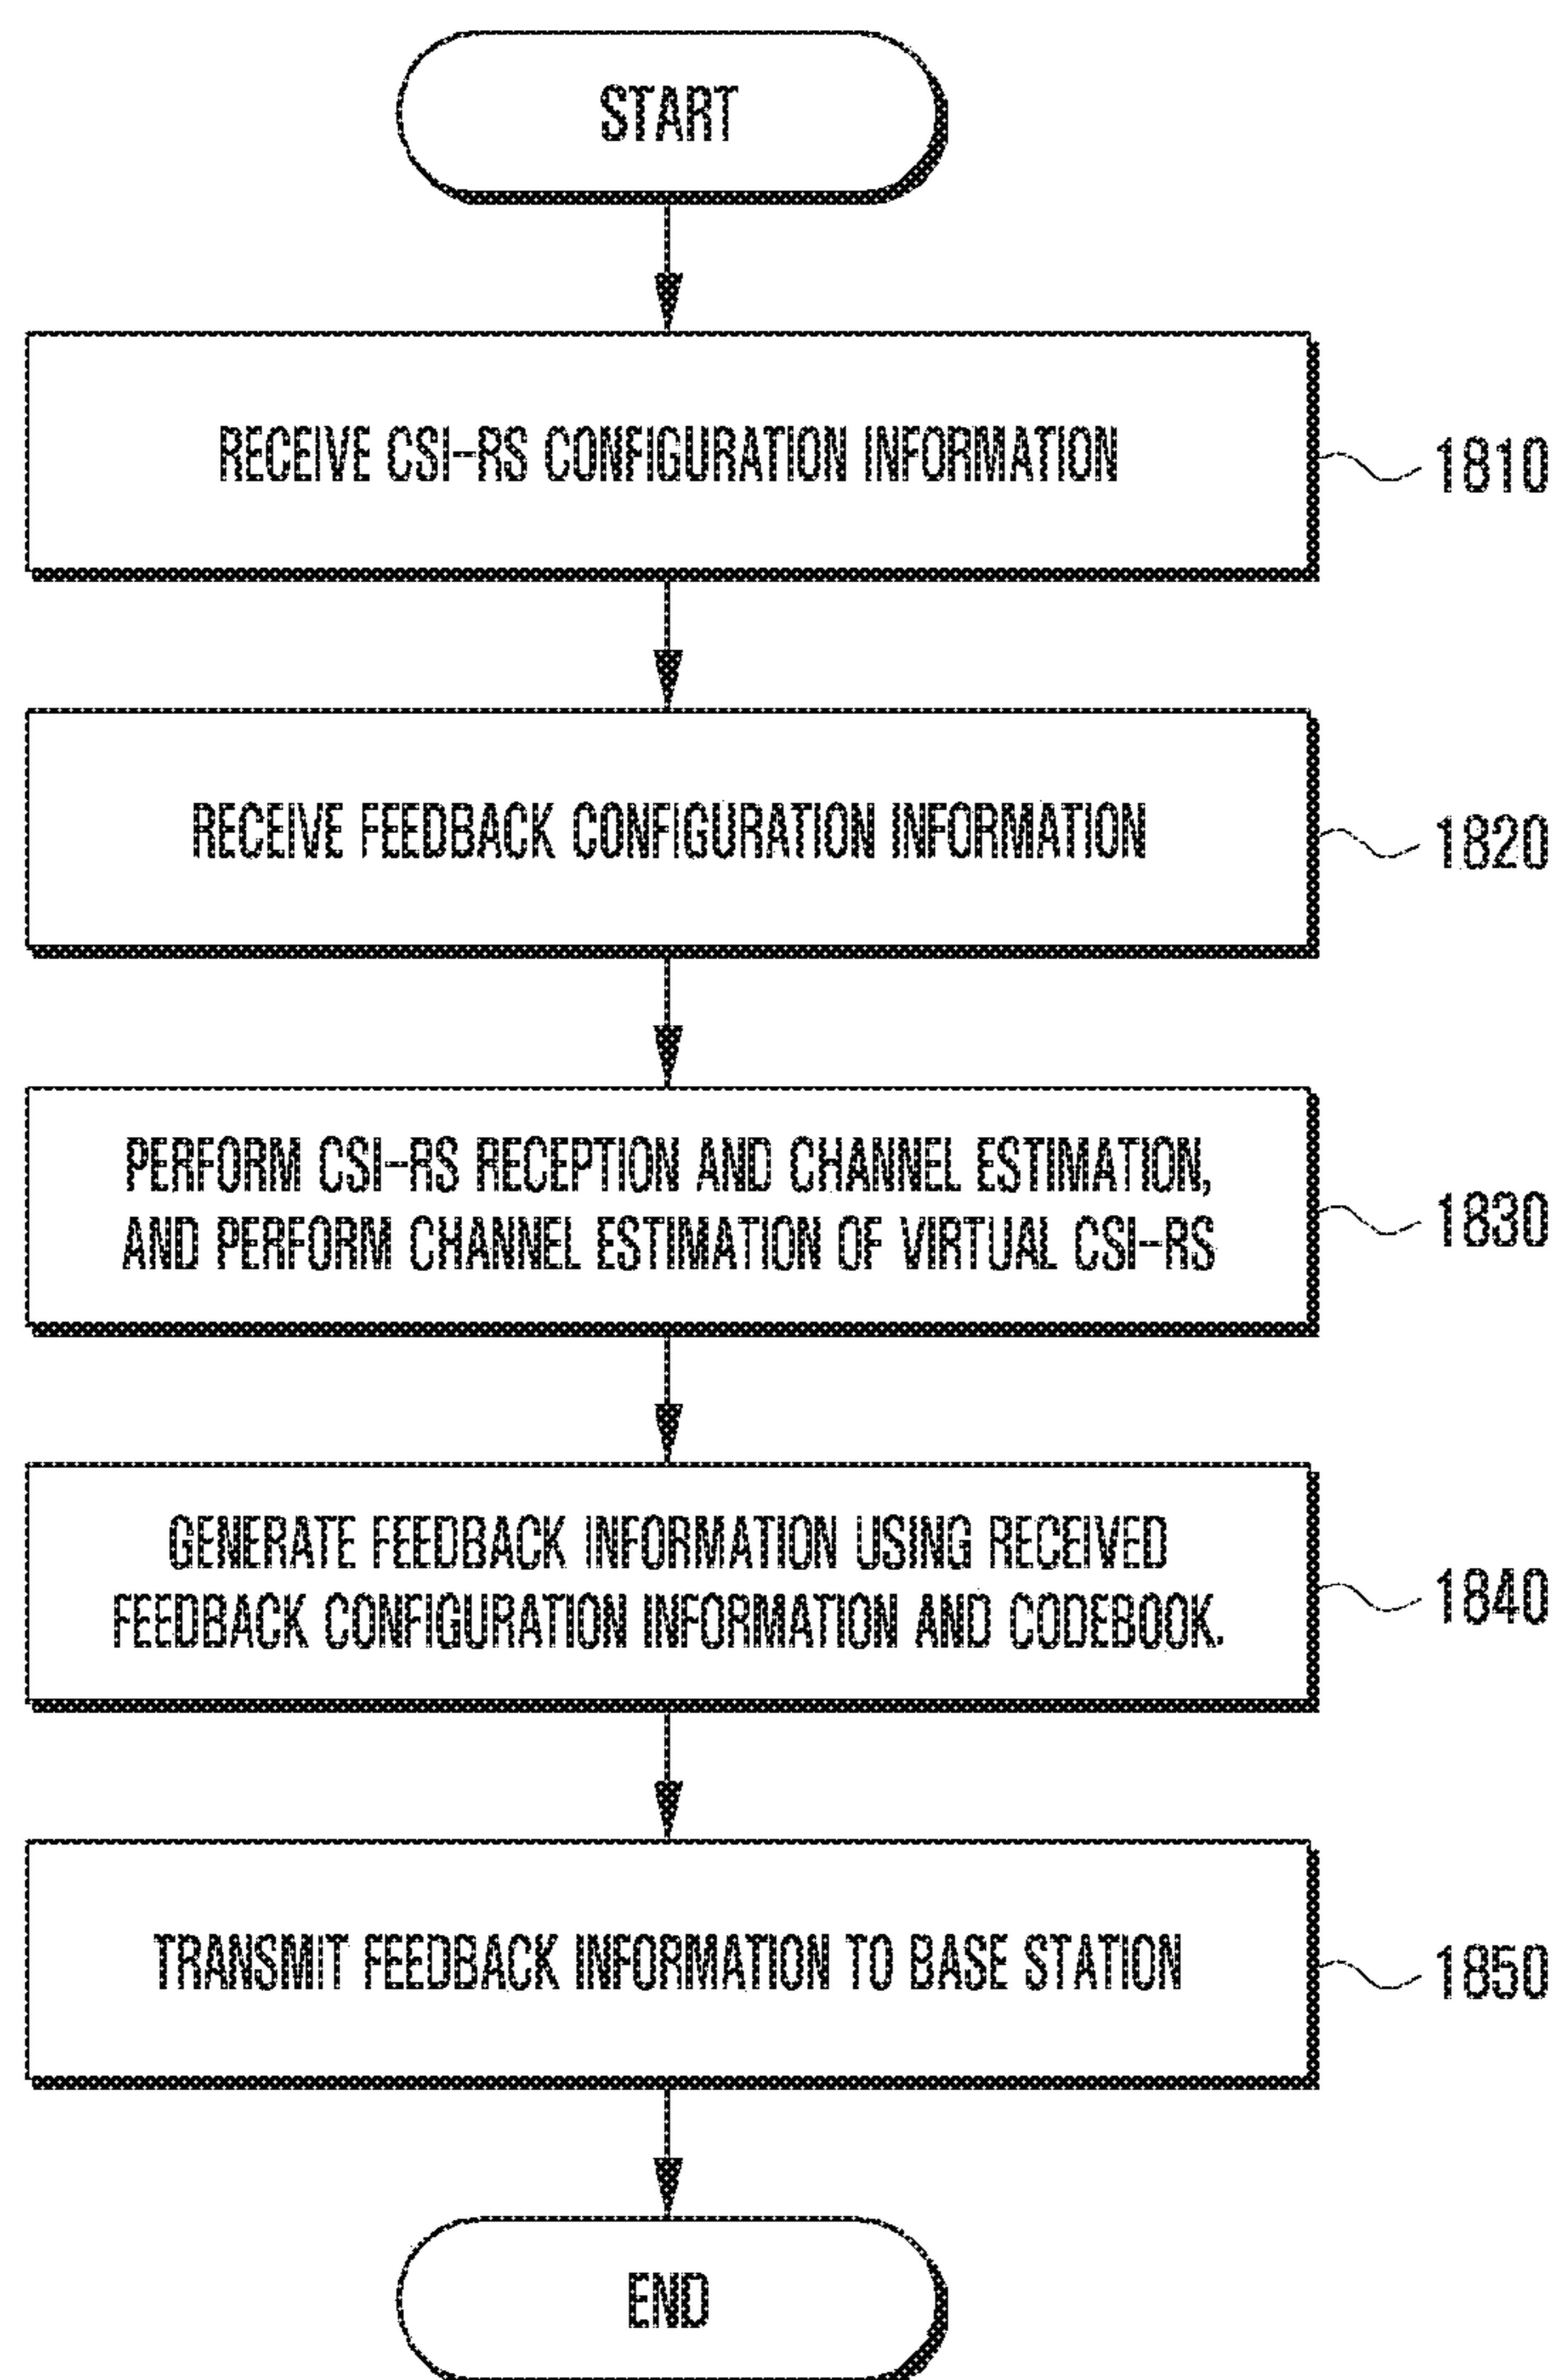 START
RECEIVE CSI-RS CONFIGURATION INFORMATION
1810
RECEIVE FEEDBACK CONFIGURATION INFORMATION
1820
PERFORM CSI-RS RECEPTION AND CHANNEL ESTIMATION,
AND PERFORM CHANNEL ESTIMATION OF VIRTUAL CSI-RS
1830
GENERATE FEEDBACK INFORMATION USING RECEIVED
FEEDBACK CONFIGURATION INFORMATION AND CODEBOOK.
1840
TRANSMIT FEEDBACK INFORMATION TO BASE STATION
1850
END